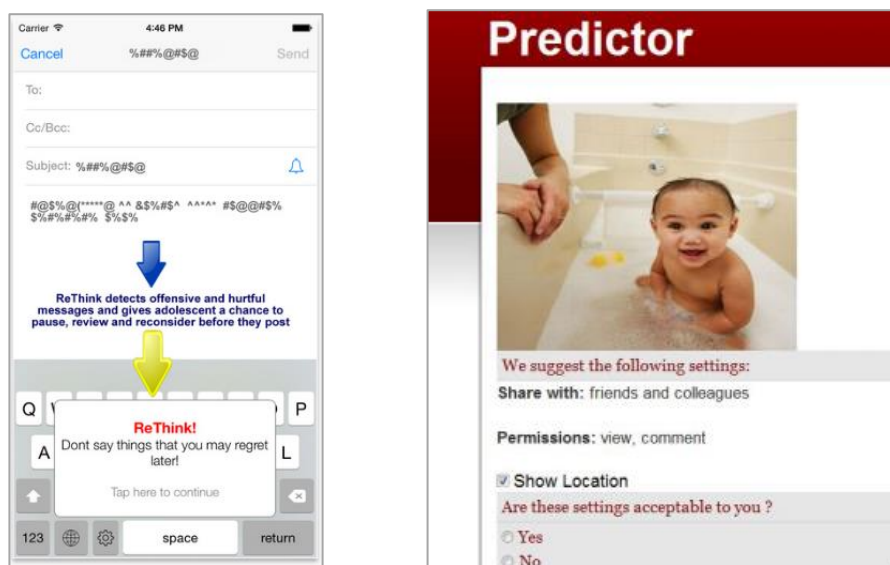 Carrier 4:46 PM
Cancel %##%@#$@ Send
To:
Cc/Bcc:
Subject: %##%@#$@
#@$%@(*****@ ^^ &$%#$^ ^^*^* #$@@#$%
$%#%#%#% $%$%
ReThink detects offensive and hurtful
messages and gives adolescent a chance to
pause, review and reconsider before they post
Q P
A L
ReThink!
Dont say things that you may regret
later!
Tap here to continue
123 space return
Predictor
We suggest the following settings:
Share with: friends and colleagues
Permissions: view, comment
Show Location
Are these settings acceptable to you ?
Yes
No